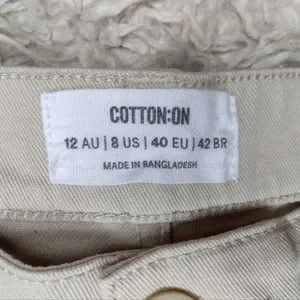 COTTON:ON
12 AU | 8 US | 40 EU | 42 BR
MADE IN BANGLADESH